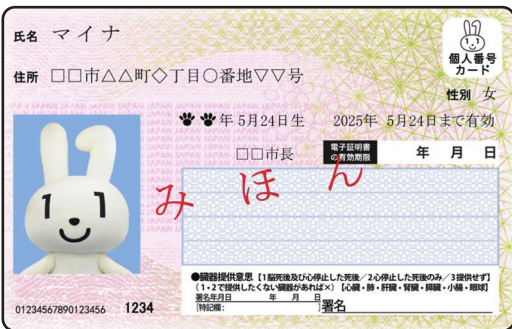 氏名 マイナ
個人番号
カード
住所 □□市△△町◇丁目○番地▽▽号
性別 女
年 5月24日生 2025年 5月24日まで有効
□□市長 電子証明書の有効期限 年 月 日
みほん
1 1
●臓器提供意思【1 脳死後及び心停止した死後／2 心停止した死後のみ／3 提供せず】
(1・2で提供したくない臓器があれば×)【心臓・肺・肝臓・腎臓・膵臓・小腸・眼球】
署名年月日 年 月 日
[特記欄: ]署名
01234567890123456 1234